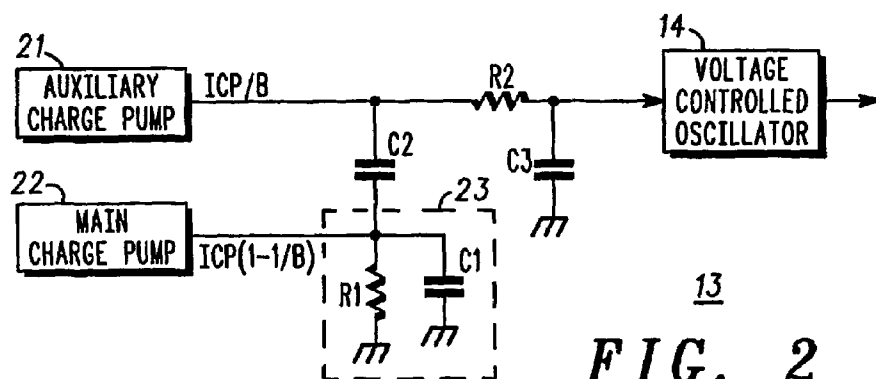 21
AUXILIARY
CHARGE PUMP
ICP/B
R2
14
VOLTAGE
CONTROLLED
OSCILLATOR
C2
C3
22
MAIN
CHARGE PUMP
ICP(1-1/B)
23
R1
C1
13
FIG. 2